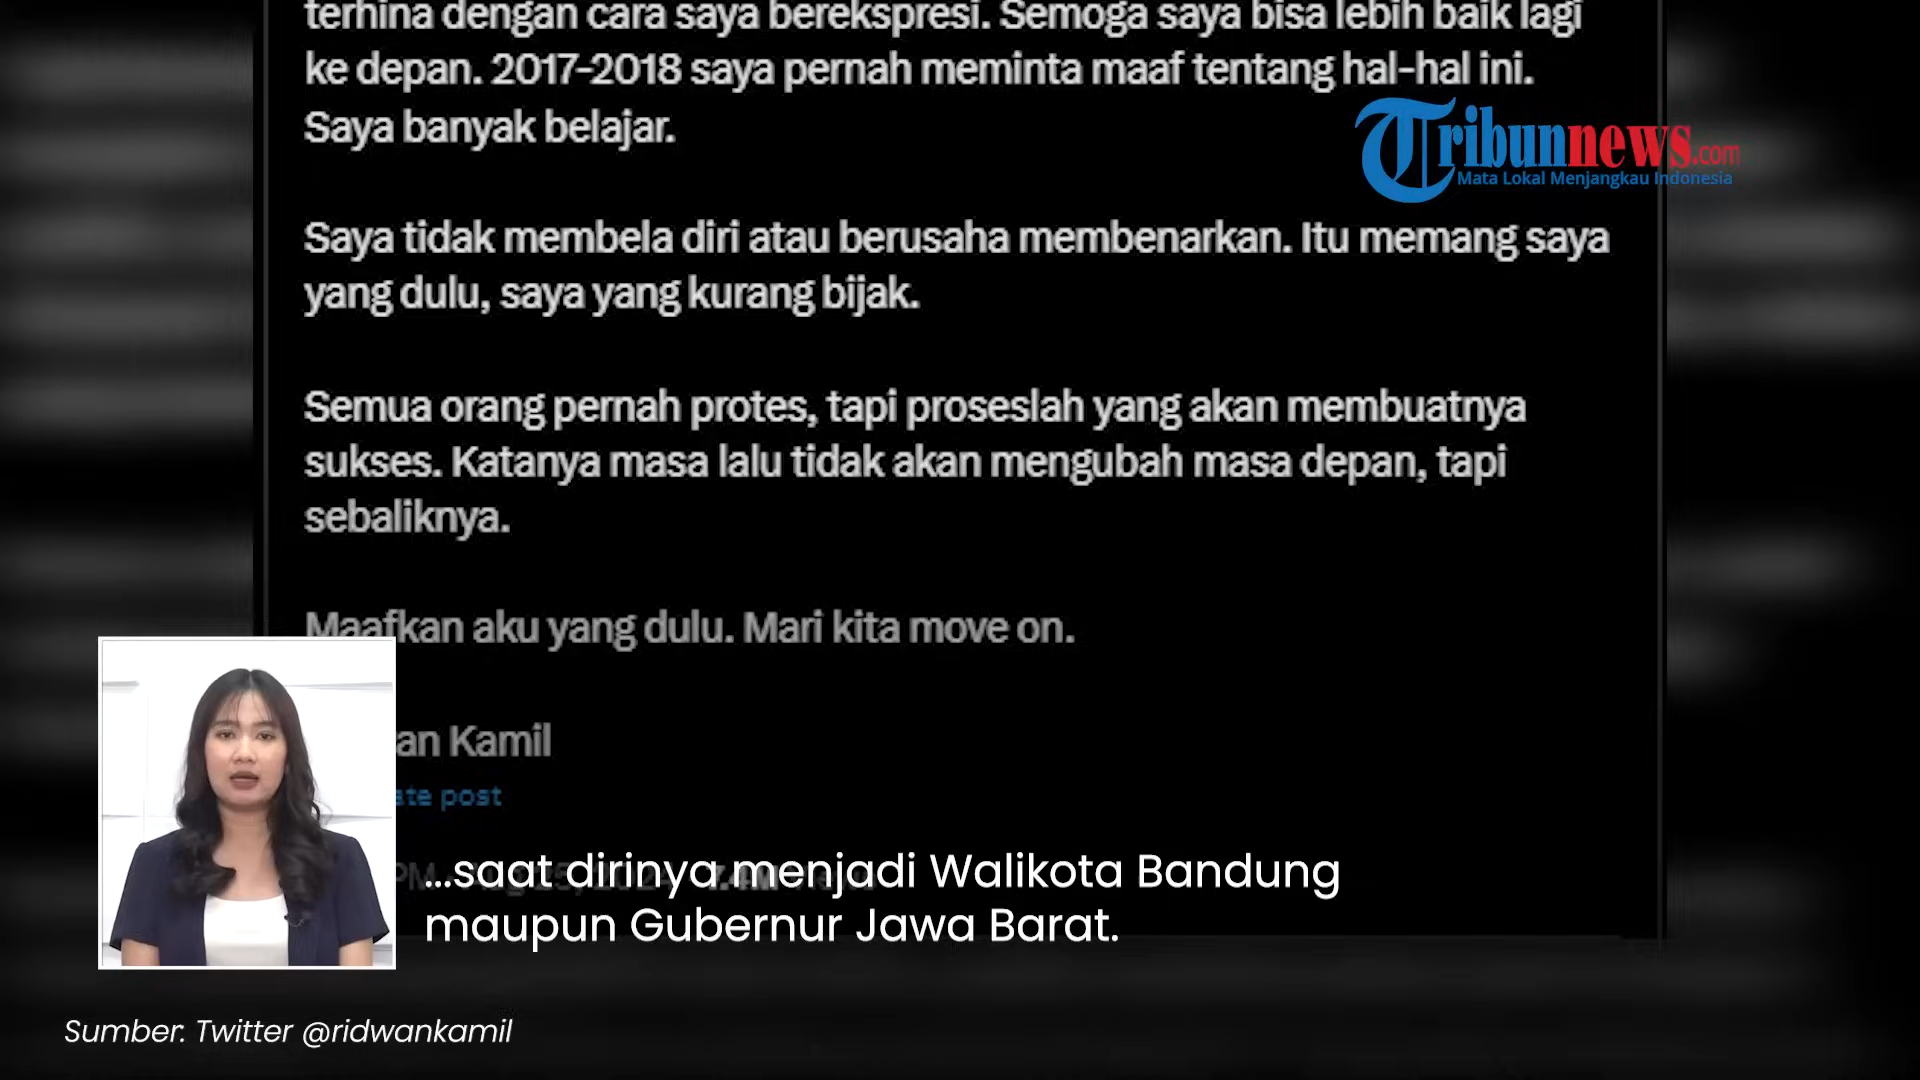 terhina dengan cara saya berekspresi. Semoga saya bisa lebih baik lagi
ke depan. 2017-2018 saya pernah meminta maaf tentang hal-hal ini.
Saya banyak belajar.
Tribunnews.com
Mata Lokal Menjangkau Indonesia
Saya tidak membela diri atau berusaha membenarkan. Itu memang saya
yang dulu, saya yang kurang bijak.
Semua orang pernah protes, tapi proseslah yang akan membuatnya
sukses. Katanya masa lalu tidak akan mengubah masa depan, tapi
sebaliknya.
Maafkan aku yang dulu. Mari kita move on.
an Kamil
ate post
PM
...saat dirinya menjadi Walikota Bandung
maupun Gubernur Jawa Barat.
Sumber: Twitter @ridwankamil